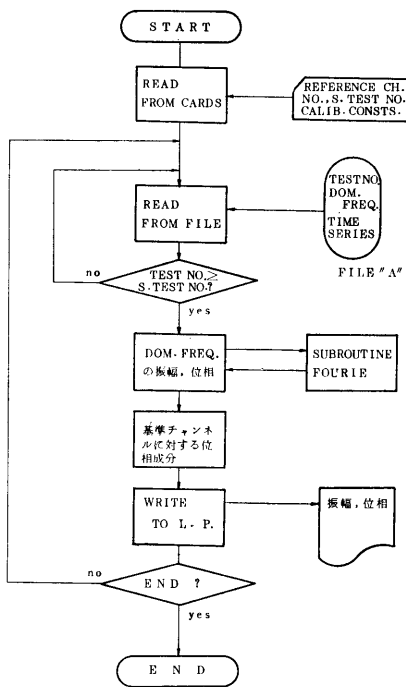 START
READ
FROM CARDS
REFERENCE CH.
NO., S. TEST NO.
CALIB. CONSTS.
READ
FROM FILE
TEST NO.
DOM.
FREQ.
TIME
SERIES
FILE "A"
no
TEST NO.≧
S. TEST NO.?
yes
DOM. FREQ.
の振幅,位相
SUBROUTINE
FOURIE
基準チャンネ
ルに対する位
相成分
WRITE
TO L. P.
振幅,位相
no
END ?
yes
END